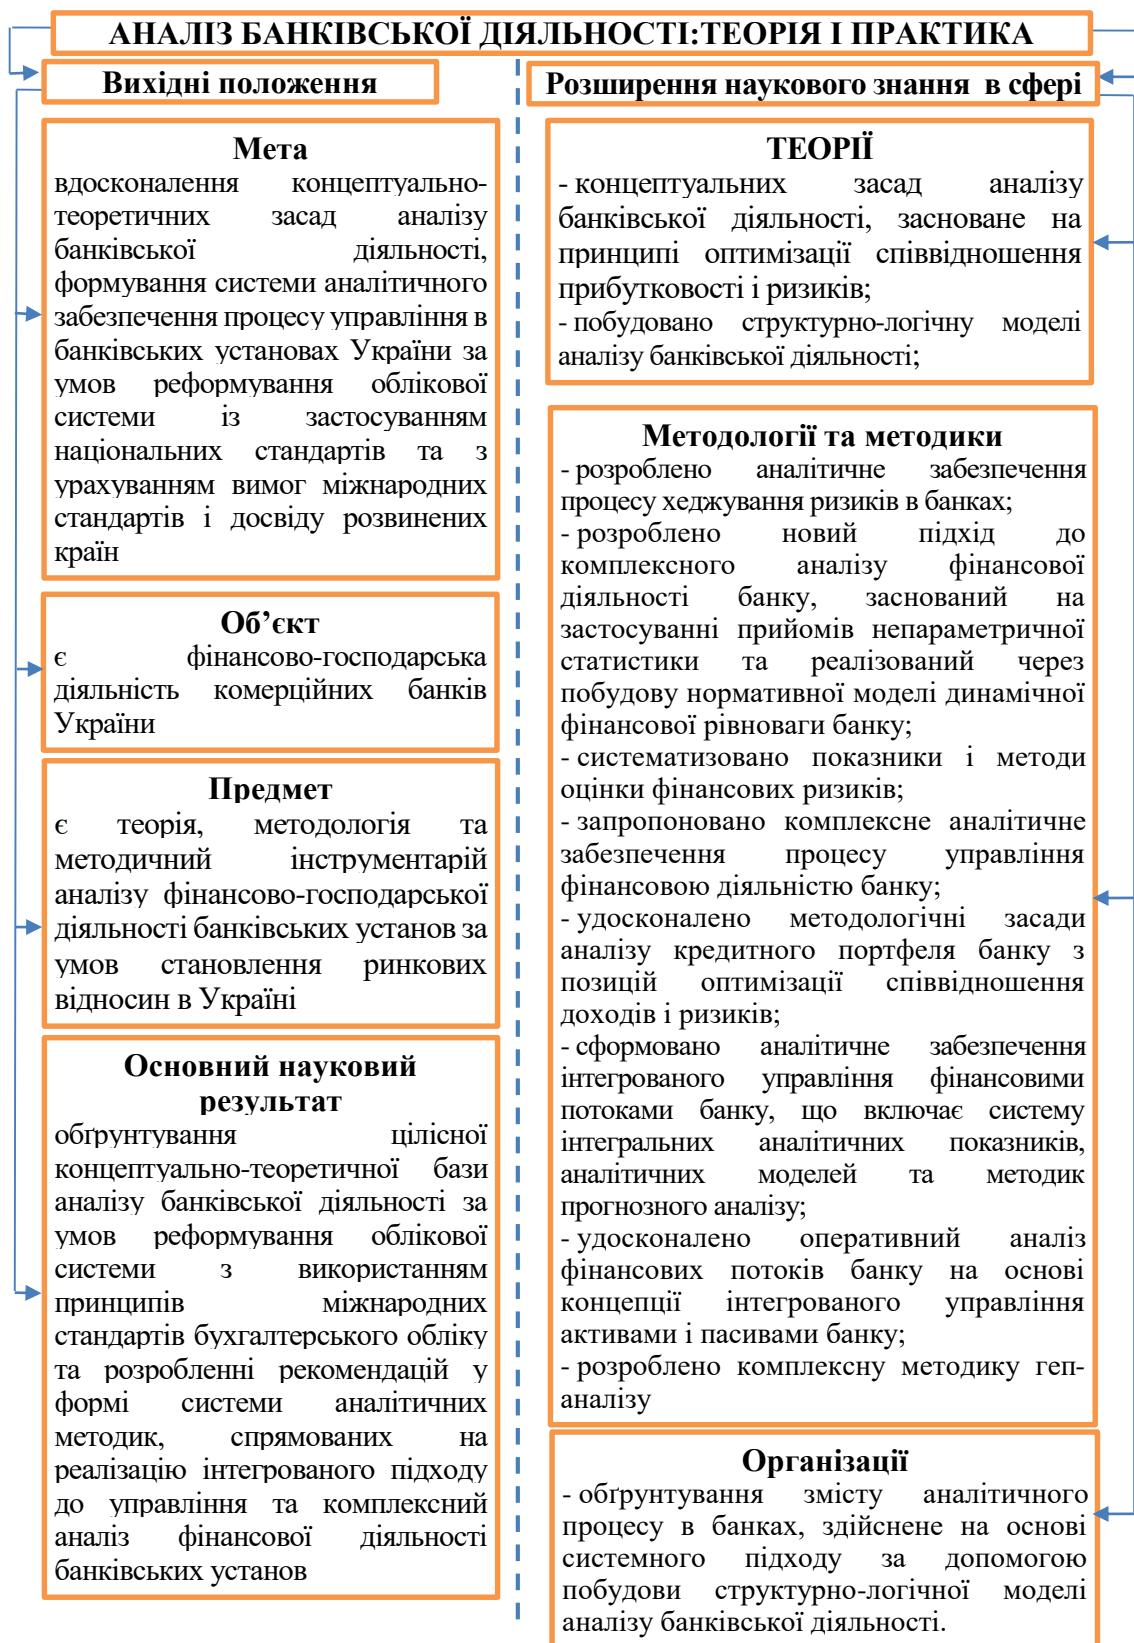 АНАЛІЗ БАНКІВСЬКОЇ ДІЯЛЬНОСТІ:ТЕОРІЯ І ПРАКТИКА
Вихідні положення
Мета
вдосконалення концептуально-
теоретичних засад аналізу
банківської діяльності,
формування системи аналітичного
забезпечення процесу управління в
банківських установах України за
умов реформування облікової
системи із застосуванням
національних стандартів та з
урахуванням вимог міжнародних
стандартів і досвіду розвинених
країн
Об’єкт
є фінансово-господарська
діяльність комерційних банків
України
Предмет
є теорія, методологія та
методичний інструментарій
аналізу фінансово-господарської
діяльності банківських установ за
умов становлення ринкових
відносин в Україні
Основний науковий
результат
обґрунтування цілісної
концептуально-теоретичної бази
аналізу банківської діяльності за
умов реформування облікової
системи з використанням
принципів міжнародних
стандартів бухгалтерського обліку
та розробленні рекомендацій у
формі системи аналітичних
методик, спрямованих на
реалізацію інтегрованого підходу
до управління та комплексний
аналіз фінансової діяльності
банківських установ
Розширення наукового знання в сфері
ТЕОРІЇ
- концептуальних засад аналізу
банківської діяльності, засноване на
принципі оптимізації співвідношення
прибутковості і ризиків;
- побудовано структурно-логічну моделі
аналізу банківської діяльності;
Методології та методики
- розроблено аналітичне забезпечення
процесу хеджування ризиків в банках;
- розроблено новий підхід до
комплексного аналізу фінансової
діяльності банку, заснований на
застосуванні прийомів непараметричної
статистики та реалізований через
побудову нормативної моделі динамічної
фінансової рівноваги банку;
- систематизовано показники і методи
оцінки фінансових ризиків;
- запропоновано комплексне аналітичне
забезпечення процесу управління
фінансовою діяльністю банку;
- удосконалено методологічні засади
аналізу кредитного портфеля банку з
позицій оптимізації співвідношення
доходів і ризиків;
- сформовано аналітичне забезпечення
інтегрованого управління фінансовими
потоками банку, що включає систему
інтегральних аналітичних показників,
аналітичних моделей та методик
прогнозного аналізу;
- удосконалено оперативний аналіз
фінансових потоків банку на основі
концепції інтегрованого управління
активами і пасивами банку;
- розроблено комплексну методику геп-
аналізу
Організації
- обґрунтування змісту аналітичного
процесу в банках, здійснене на основі
системного підходу за допомогою
побудови структурно-логічної моделі
аналізу банківської діяльності.